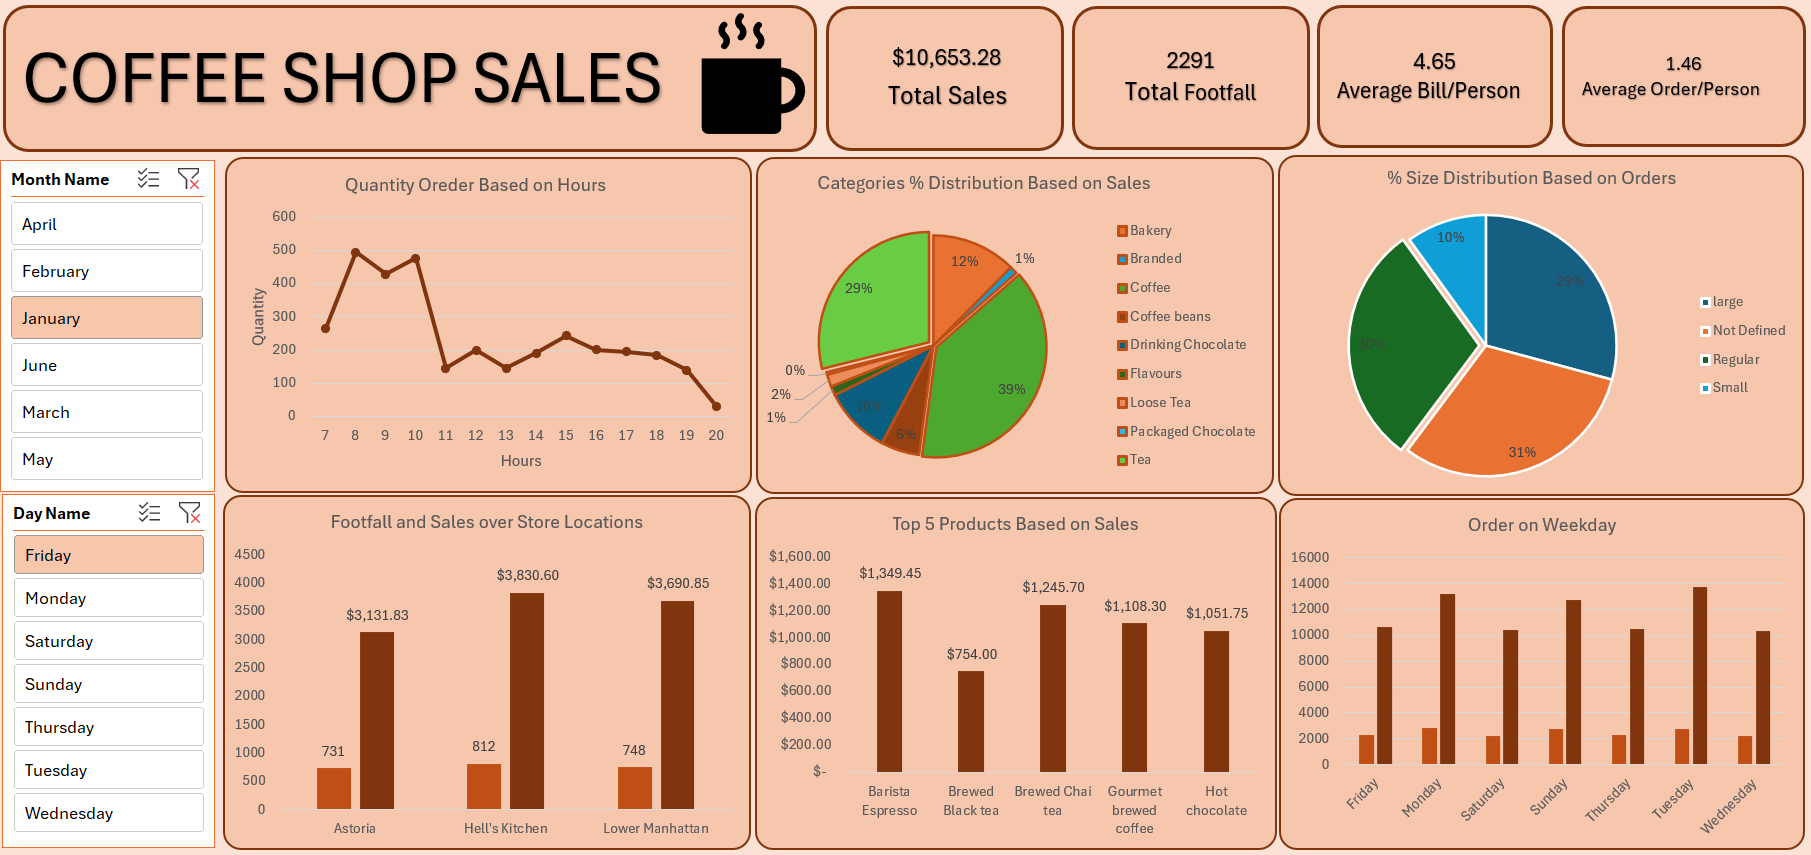 COFFEE SHOP SALES
$10,653.28
Total Sales
2291
Total Footfall
4.65
Average Bill/Person
1.46
Average Order/Person
Month Name
April
February
January
June
March
May
Day Name
Friday
Monday
Saturday
Sunday
Thursday
Tuesday
Wednesday
Quantity Oreder Based on Hours
Quantity
600
500
400
300
200
100
0
7 8 9 10 11 12 13 14 15 16 17 18 19 20
Hours
Categories % Distribution Based on Sales
12%
1%
39%
6%
10%
1%
2%
0%
29%
Bakery
Branded
Coffee
Coffee beans
Drinking Chocolate
Flavours
Loose Tea
Packaged Chocolate
Tea
% Size Distribution Based on Orders
29%
31%
30%
10%
large
Not Defined
Regular
Small
Footfall and Sales over Store Locations
4500
4000
3500
3000
2500
2000
1500
1000
500
0
731
$3,131.83
812
$3,830.60
748
$3,690.85
Astoria
Hell's Kitchen
Lower Manhattan
Top 5 Products Based on Sales
$1,600.00
$1,400.00
$1,200.00
$1,000.00
$800.00
$600.00
$400.00
$200.00
$-
$1,349.45
$754.00
$1,245.70
$1,108.30
$1,051.75
Barista
Espresso
Brewed
Black tea
Brewed Chai
tea
Gourmet
brewed
coffee
Hot
chocolate
Order on Weekday
16000
14000
12000
10000
8000
6000
4000
2000
0
Friday
Monday
Saturday
Sunday
Thursday
Tuesday
Wednesday